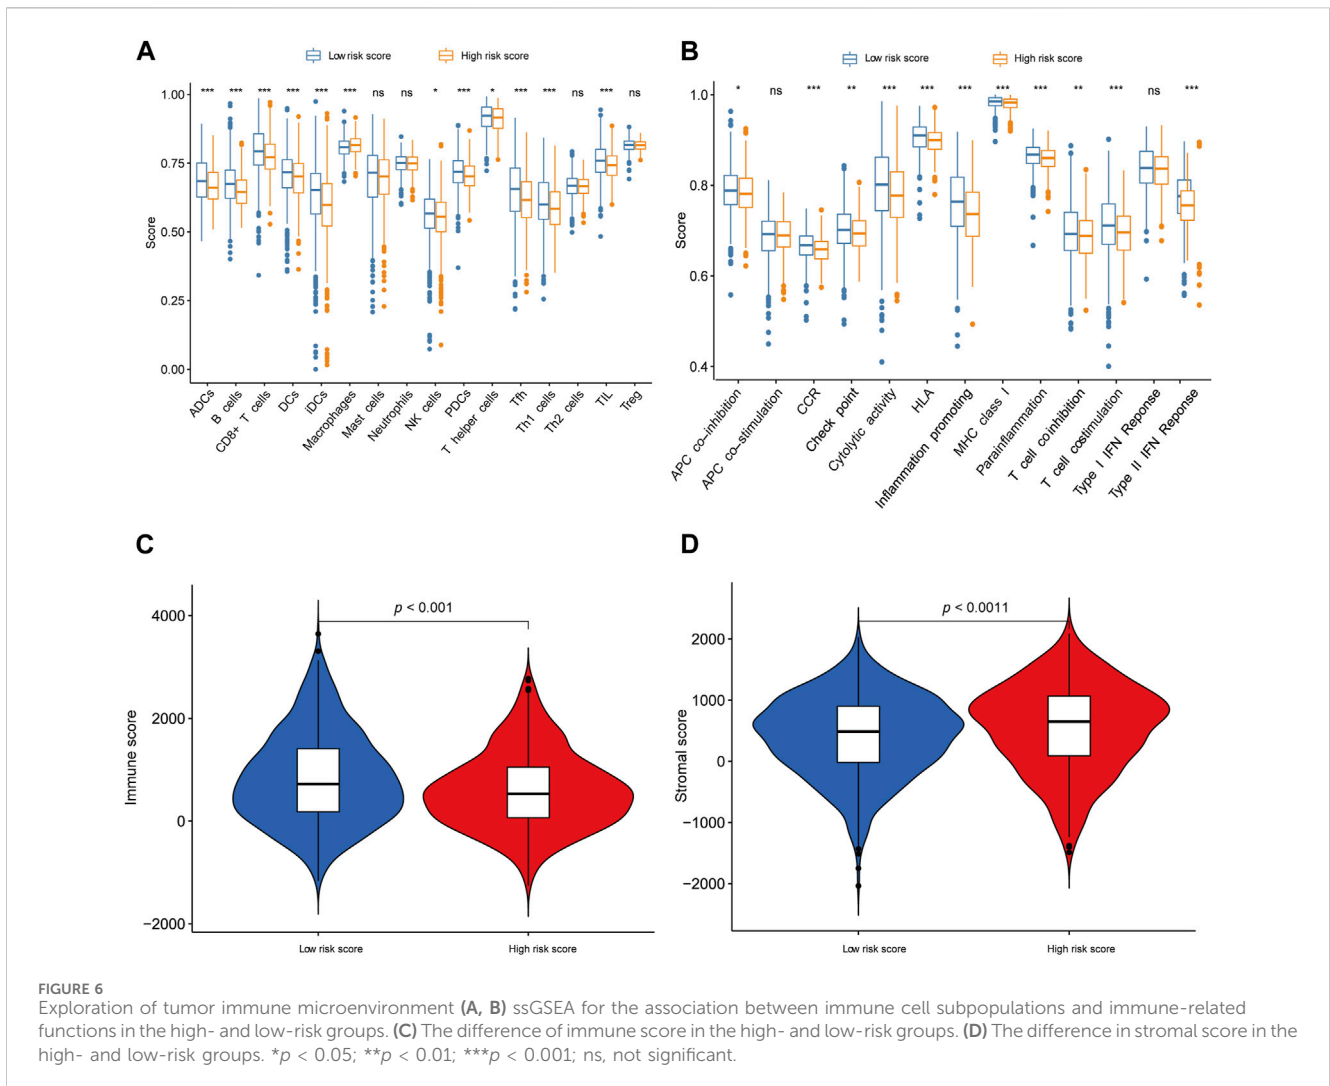 A
Low risk score
High risk score
*** *** *** *** *** *** ns ns * *** * *** *** ns *** ns
1.00
0.75
0.50
0.25
0.00
Score
ADCs
B cells
CD8+ T cells
DCs
iDCs
Macrophages
Mast cells
Neutrophils
NK cells
PDCs
T helper cells
Tfh
Th1 cells
Th2 cells
TIL
Treg
B
Low risk score
High risk score
* ns *** ** *** *** *** *** *** ** *** ns ***
1.0
0.8
0.6
0.4
Score
APC co-inhibition
APC co-stimulation
CCR
Check point
Cytolytic activity
HLA
Inflammation promoting
MHC class I
Parainflammation
T cell coinhibition
T cell costimulation
Type I IFN Reponse
Type II IFN Reponse
C
p < 0.001
4000
2000
0
−2000
Immune score
Low risk score
High risk score
D
p < 0.0011
2000
1000
0
−1000
−2000
Stromal score
Low risk score
High risk score
FIGURE 6
Exploration of tumor immune microenvironment (A, B) ssGSEA for the association between immune cell subpopulations and immune-related
functions in the high- and low-risk groups. (C) The difference of immune score in the high- and low-risk groups. (D) The difference in stromal score in the
high- and low-risk groups. *p < 0.05; **p < 0.01; ***p < 0.001; ns, not significant.